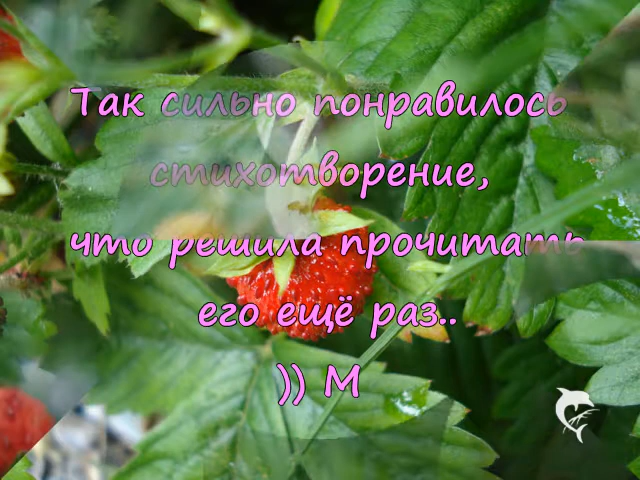 Так сильно понравилось
стихотворение,
что решила прочитать
его ещё раз..
)) М